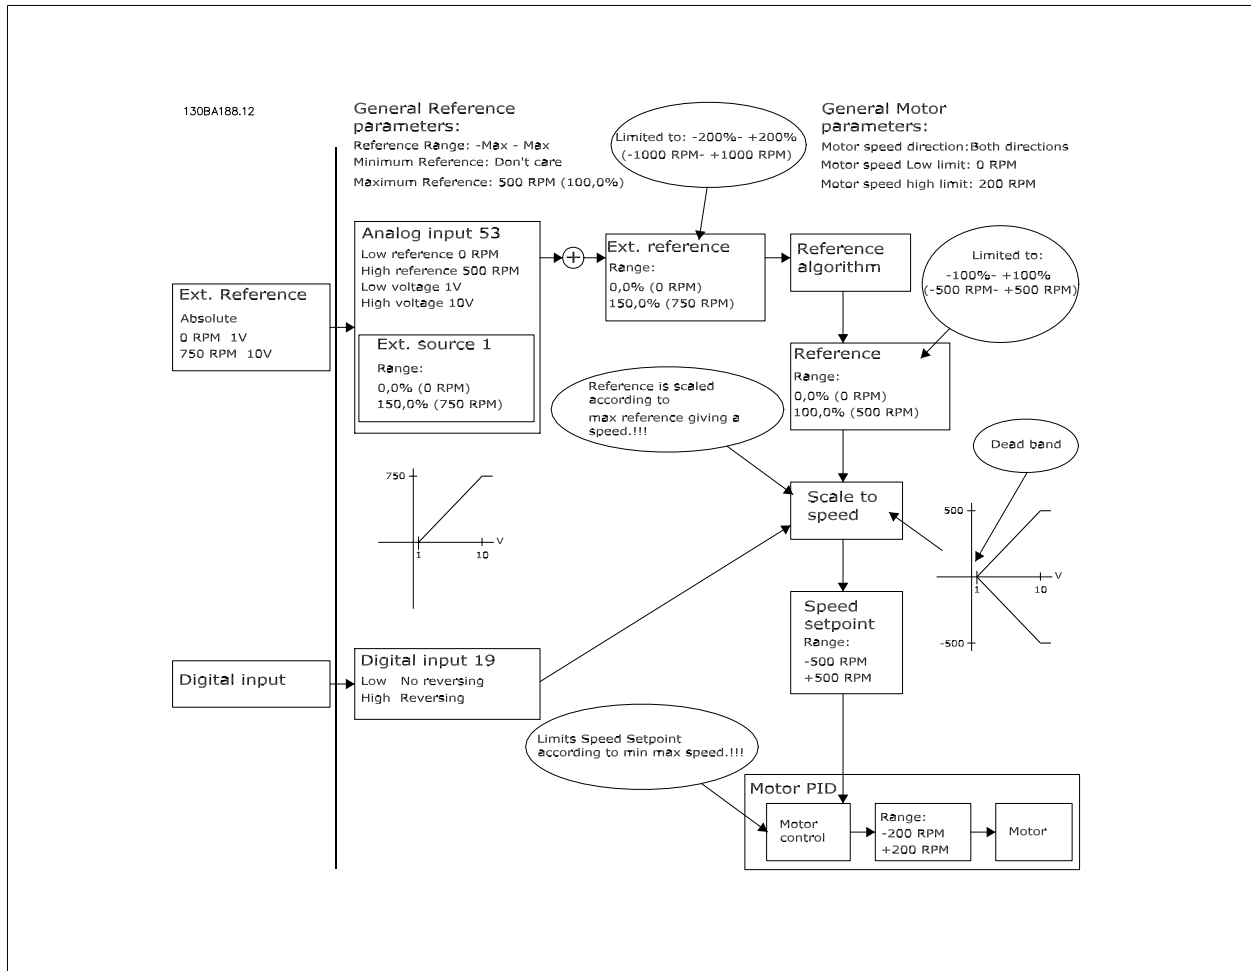 130BA188.12
General Reference
parameters:
Reference Range: -Max - Max
Minimum Reference: Don't care
Maximum Reference: 500 RPM (100,0%)
Limited to: -200%- +200%
(-1000 RPM- +1000 RPM)
General Motor
parameters:
Motor speed direction:Both directions
Motor speed Low limit: 0 RPM
Motor speed high limit: 200 RPM
Ext. Reference
Absolute
0 RPM 1V
750 RPM 10V
Analog input 53
Low reference 0 RPM
High reference 500 RPM
Low voltage 1V
High voltage 10V
Ext. source 1
Range:
0,0% (0 RPM)
150,0% (750 RPM)
+
Ext. reference
Range:
0,0% (0 RPM)
150,0% (750 RPM)
Reference
algorithm
Limited to:
-100%- +100%
(-500 RPM- +500 RPM)
Reference
Range:
0,0% (0 RPM)
100,0% (500 RPM)
Reference is scaled
according to
max reference giving a
speed.!!!
Dead band
750
1
10
V
Scale to
speed
500
V
1
10
-500
Speed
setpoint
Range:
-500 RPM
+500 RPM
Digital input
Digital input 19
Low No reversing
High Reversing
Limits Speed Setpoint
according to min max speed.!!!
Motor PID
Motor
control
Range:
-200 RPM
+200 RPM
Motor